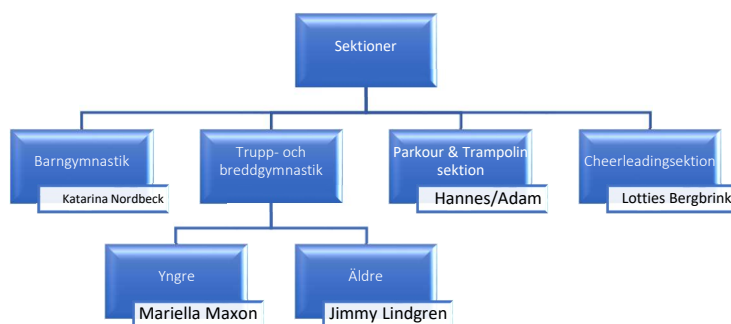 Sektioner
Barngymnastik
Katarina Nordbeck
Trupp- och
breddgymnastik
Parkour & Trampolin
sektion
Hannes/Adam
Cheerleadingsektion
Lotties Bergbrink
Yngre
Mariella Maxon
Äldre
Jimmy Lindgren